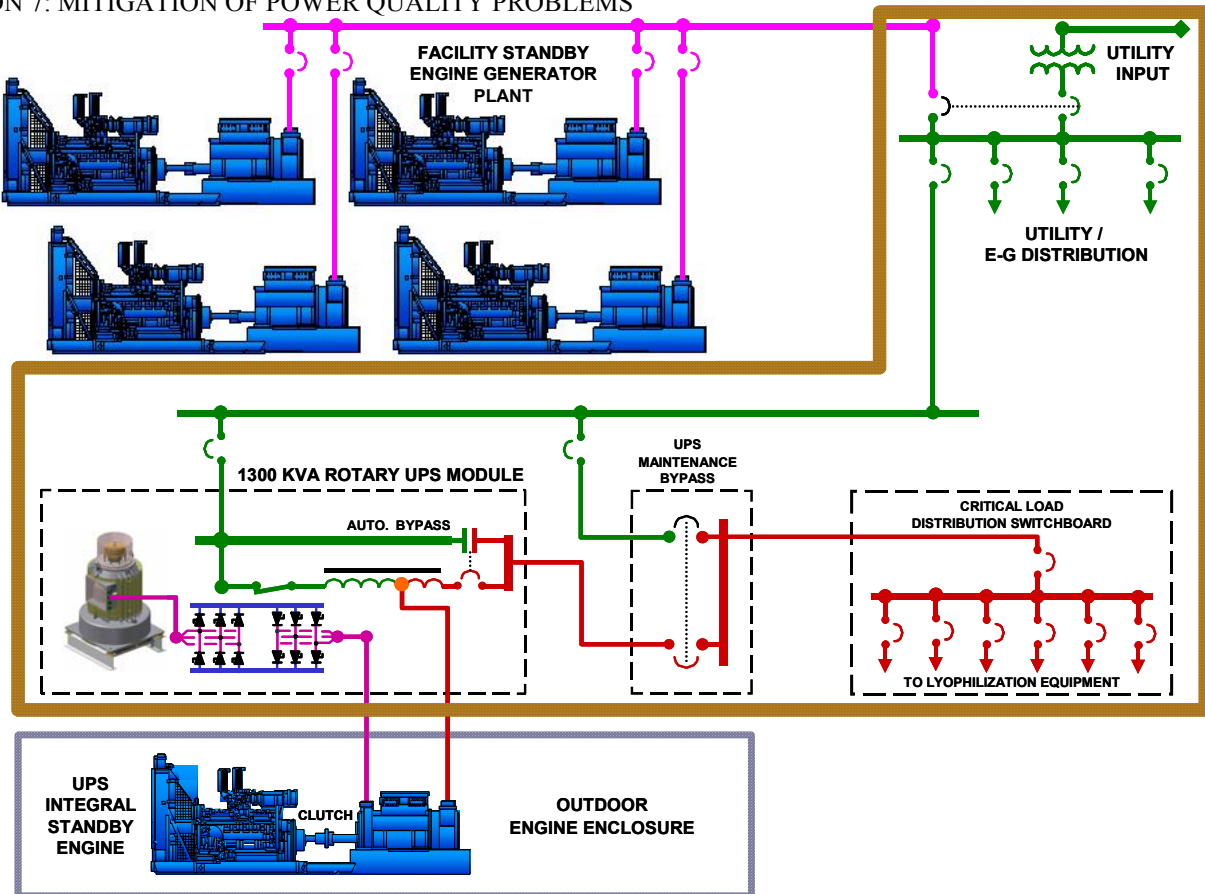 ON 7: MITIGATION OF POWER QUALITY PROBLEMS
FACILITY STANDBY
ENGINE GENERATOR
PLANT
UTILITY
INPUT
UTILITY /
E-G DISTRIBUTION
UPS
MAINTENANCE
BYPASS
1300 KVA ROTARY UPS MODULE
AUTO. BYPASS
CRITICAL LOAD
DISTRIBUTION SWITCHBOARD
TO LYOPHILIZATION EQUIPMENT
UPS
INTEGRAL
STANDBY
ENGINE
CLUTCH
OUTDOOR
ENGINE ENCLOSURE